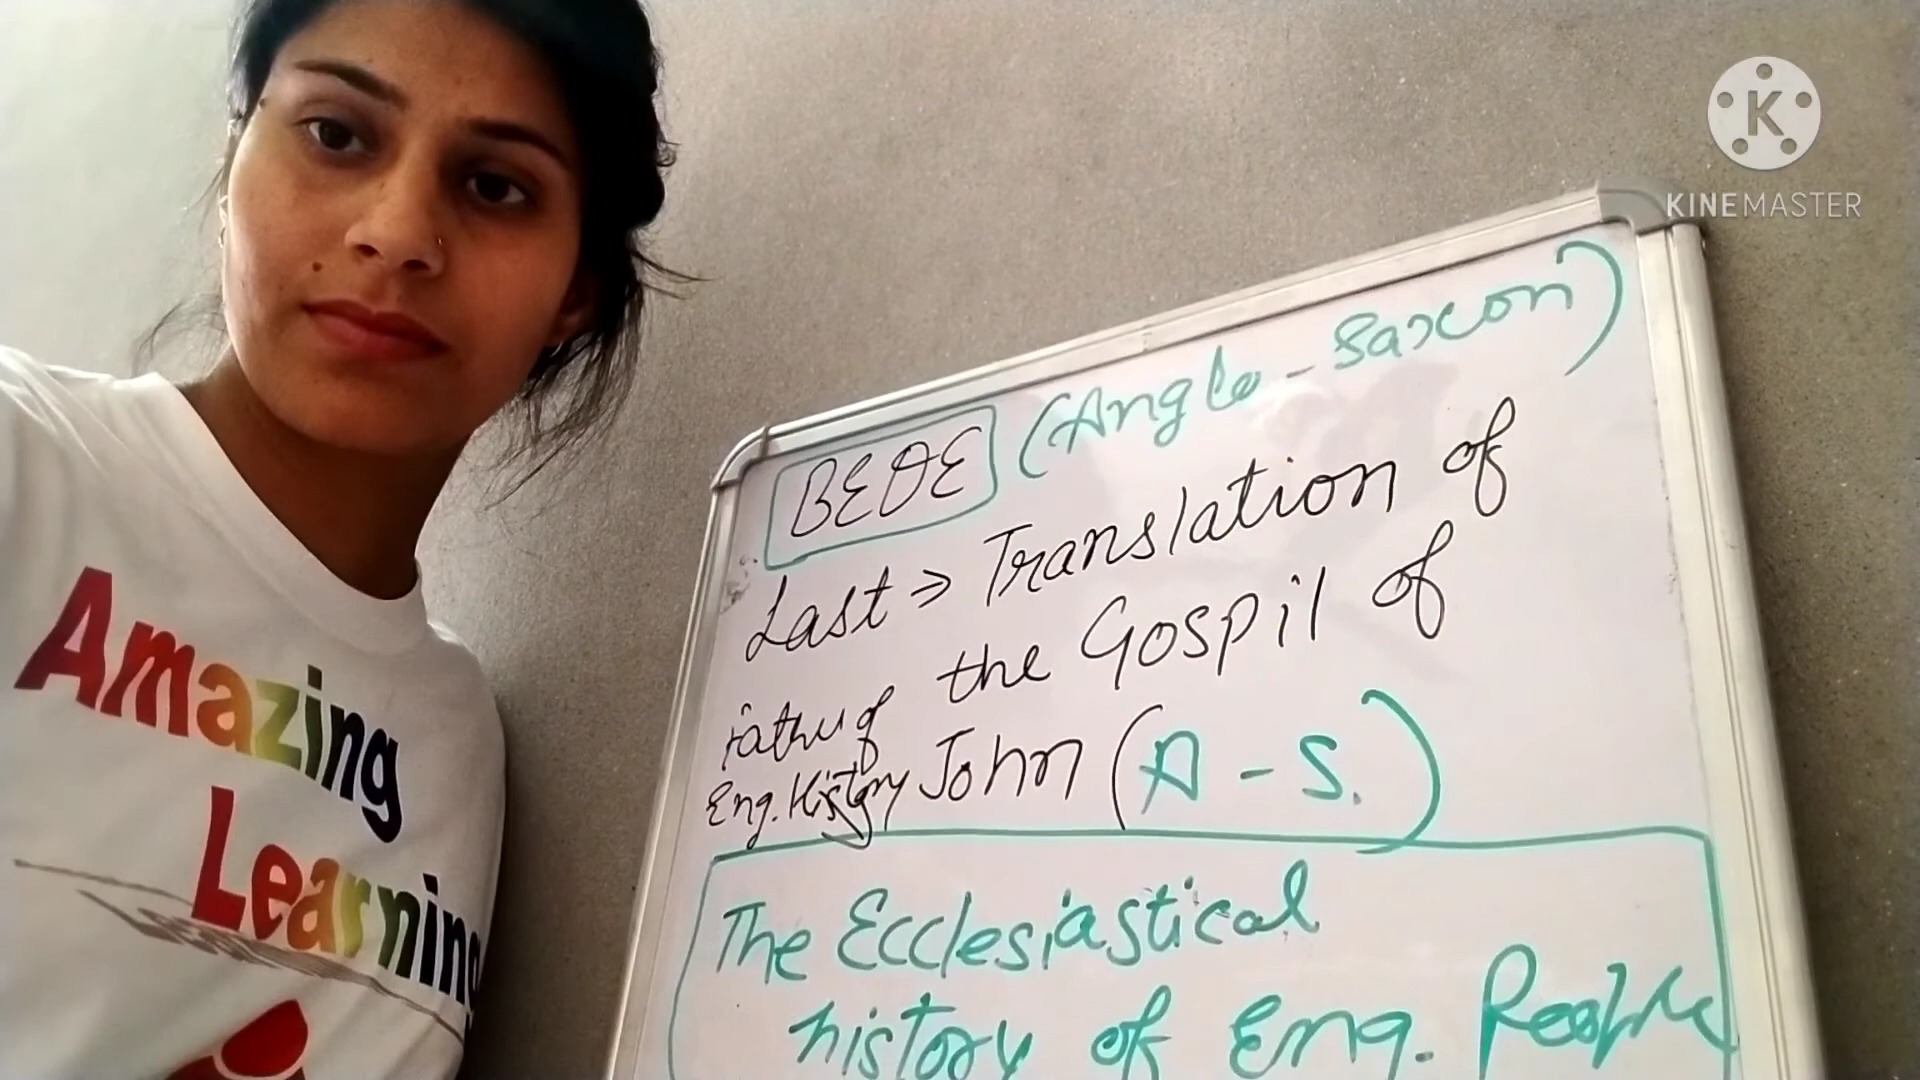 K
KINEMASTER
BEDE (Anglo-Saxon)
Last ⇒ Translation of
the Gospil of
father of
Eng. History John (A-S.)
The Ecclesiastical
history of Eng. People
Amazing
Learning